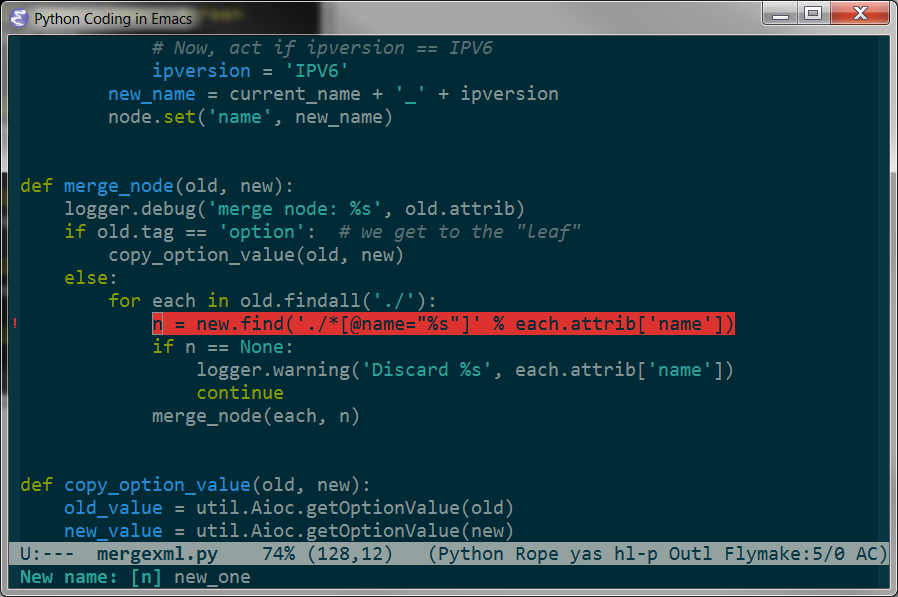 Python Coding in Emacs
            # Now, act if ipversion == IPV6
            ipversion = 'IPV6'
        new_name = current_name + '_' + ipversion
        node.set('name', new_name)
def merge_node(old, new):
    logger.debug('merge node: %s', old.attrib)
    if old.tag == 'option':  # we get to the "leaf"
        copy_option_value(old, new)
    else:
        for each in old.findall('./'):
!            n = new.find('./*[@name="%s"]' % each.attrib['name'])
            if n == None:
                logger.warning('Discard %s', each.attrib['name'])
                continue
            merge_node(each, n)
def copy_option_value(old, new):
    old_value = util.Aioc.getOptionValue(old)
    new_value = util.Aioc.getOptionValue(new)
U:---  mergexml.py    74% (128,12)   (Python Rope yas hl-p Outl Flymake:5/0 AC)
New name: [n] new_one